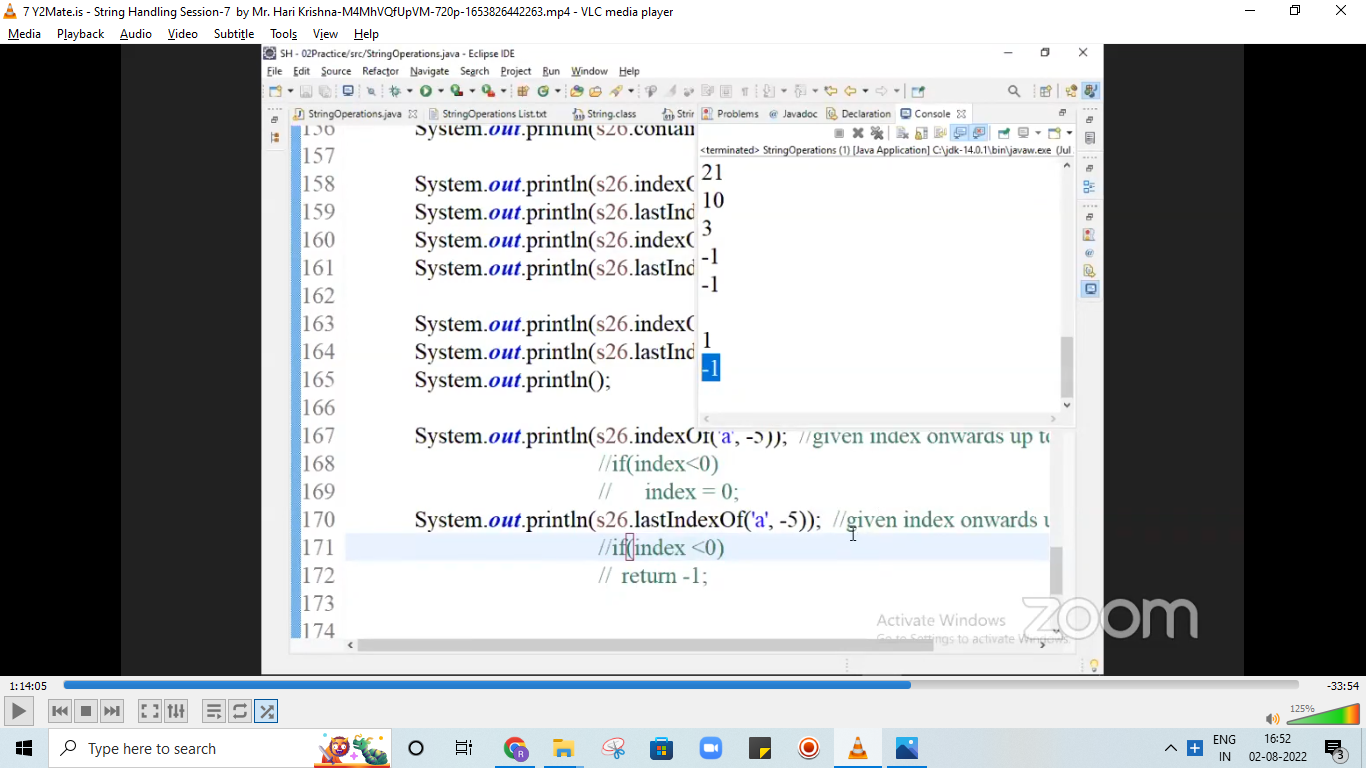 7 Y2Mate.is - String Handling Session-7 by Mr. Hari Krishna-M4MhVQfUpVM-720p-1653826442263.mp4 - VLC media player
Media Playback Audio Video Subtitle Tools View Help
SH - 02Practice/src/StringOperations.java - Eclipse IDE
File Edit Source Refactor Navigate Search Project Run Window Help
StringOperations.java StringOperations List.txt String.class Stri Problems @ Javadoc Declaration Console
<terminated> StringOperations (1) [Java Application] C:\jdk-14.0.1\bin\javaw.exe (Jul
21
10
3
-1
-1
1
-1
156 System.out.println(s26.contain
157
158 System.out.println(s26.indexO
159 System.out.println(s26.lastInd
160 System.out.println(s26.indexO
161 System.out.println(s26.lastInd
162
163 System.out.println(s26.indexO
164 System.out.println(s26.lastInd
165 System.out.println();
166
167 System.out.println(s26.indexOf('a', -5)); //given index onwards up to
168 //if(index<0)
169 // index = 0;
170 System.out.println(s26.lastIndexOf('a', -5)); //given index onwards u
171 //if(index <0)
172 // return -1;
173
174
Activate Windows
Go to Settings to activate Windows.
zoom
1:14:05
-33:54
125%
Type here to search
ENG
IN
16:52
02-08-2022
3